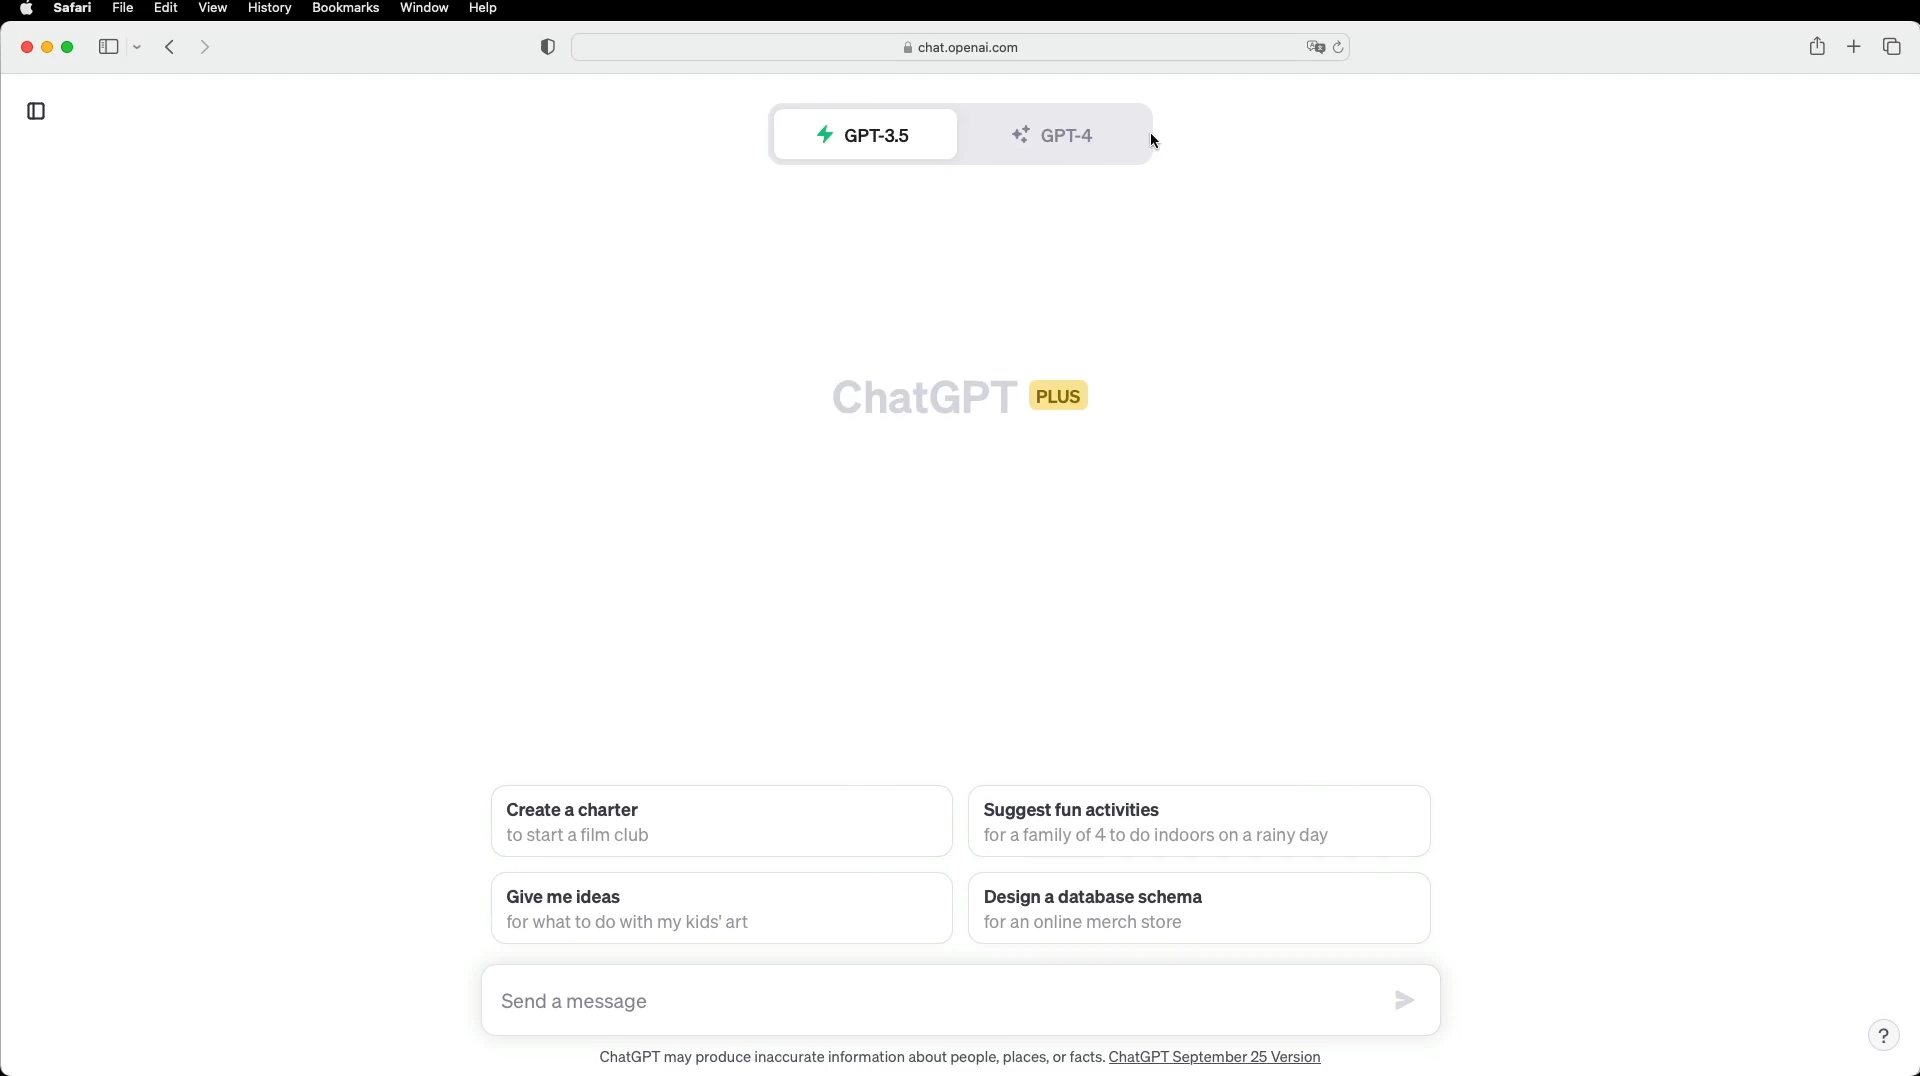 Safari File Edit View History Bookmarks Window Help
chat.openai.com
GPT-3.5 GPT-4
ChatGPT PLUS
Create a charter
to start a film club
Suggest fun activities
for a family of 4 to do indoors on a rainy day
Give me ideas
for what to do with my kids' art
Design a database schema
for an online merch store
Send a message
?
ChatGPT may produce inaccurate information about people, places, or facts. ChatGPT September 25 Version